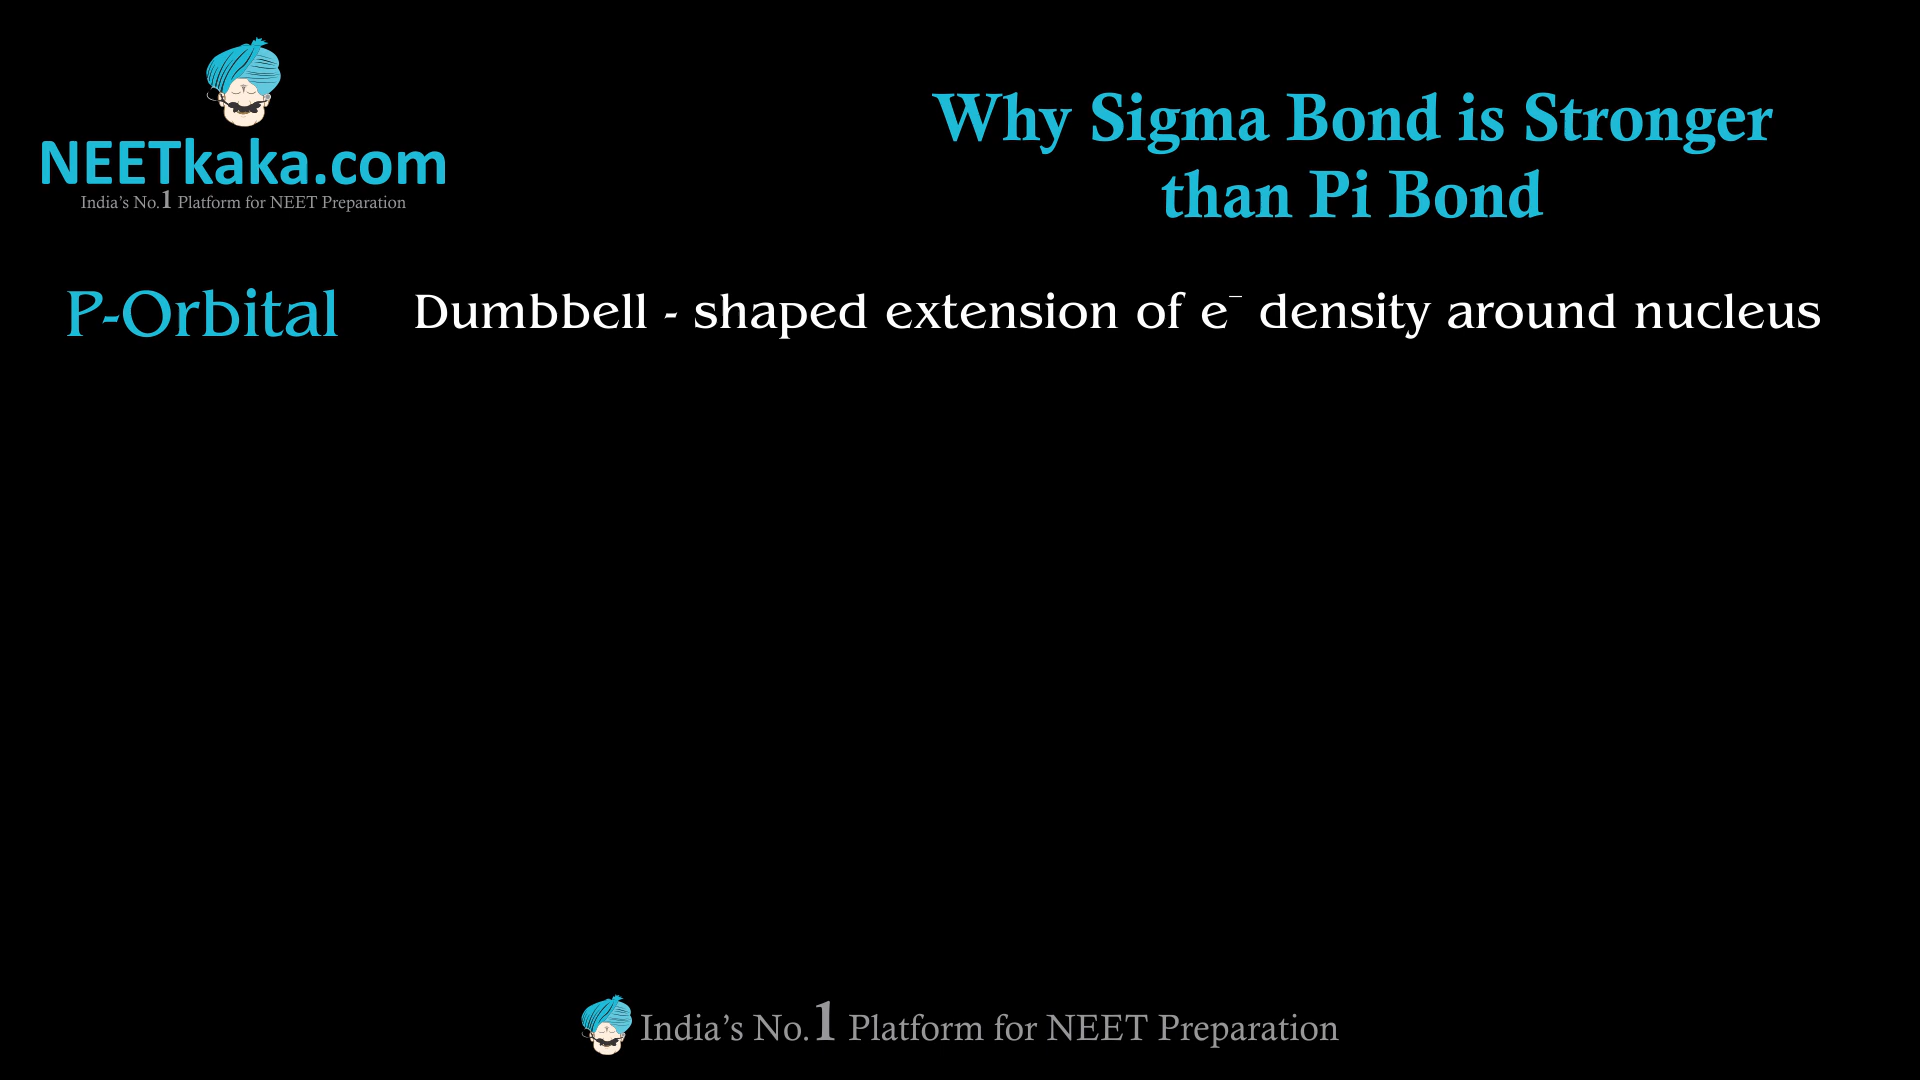 NEETkaka.com
India's No.1 Platform for NEET Preparation
Why Sigma Bond is Stronger
than Pi Bond
P-Orbital Dumbbell - shaped extension of e⁻ density around nucleus
India's No.1 Platform for NEET Preparation